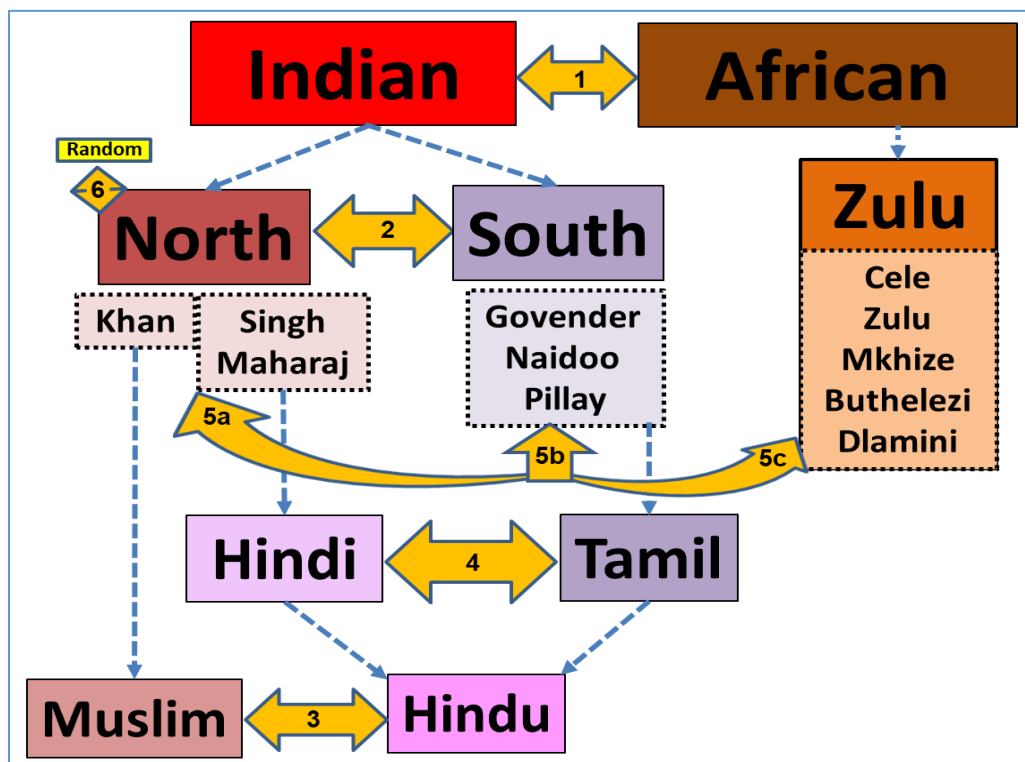 Indian
1
African
Random
6
North
2
South
Zulu
Khan
Singh
Maharaj
Govender
Naidoo
Pillay
Cele
Zulu
Mkhize
Buthelezi
Dlamini
5a
5b
5c
Hindi
4
Tamil
Muslim
3
Hindu